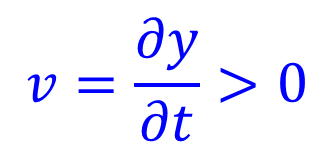 v = ∂y/∂t > 0